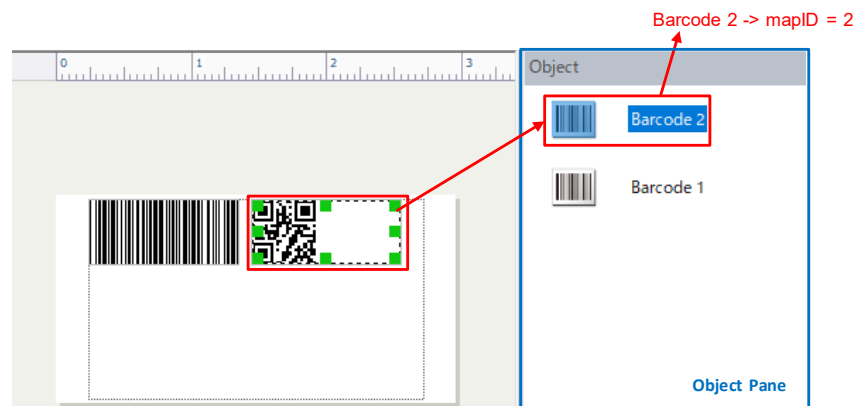 Barcode 2 -> mapID = 2
0 1 2 3
Object
Barcode 2
Barcode 1
Object Pane